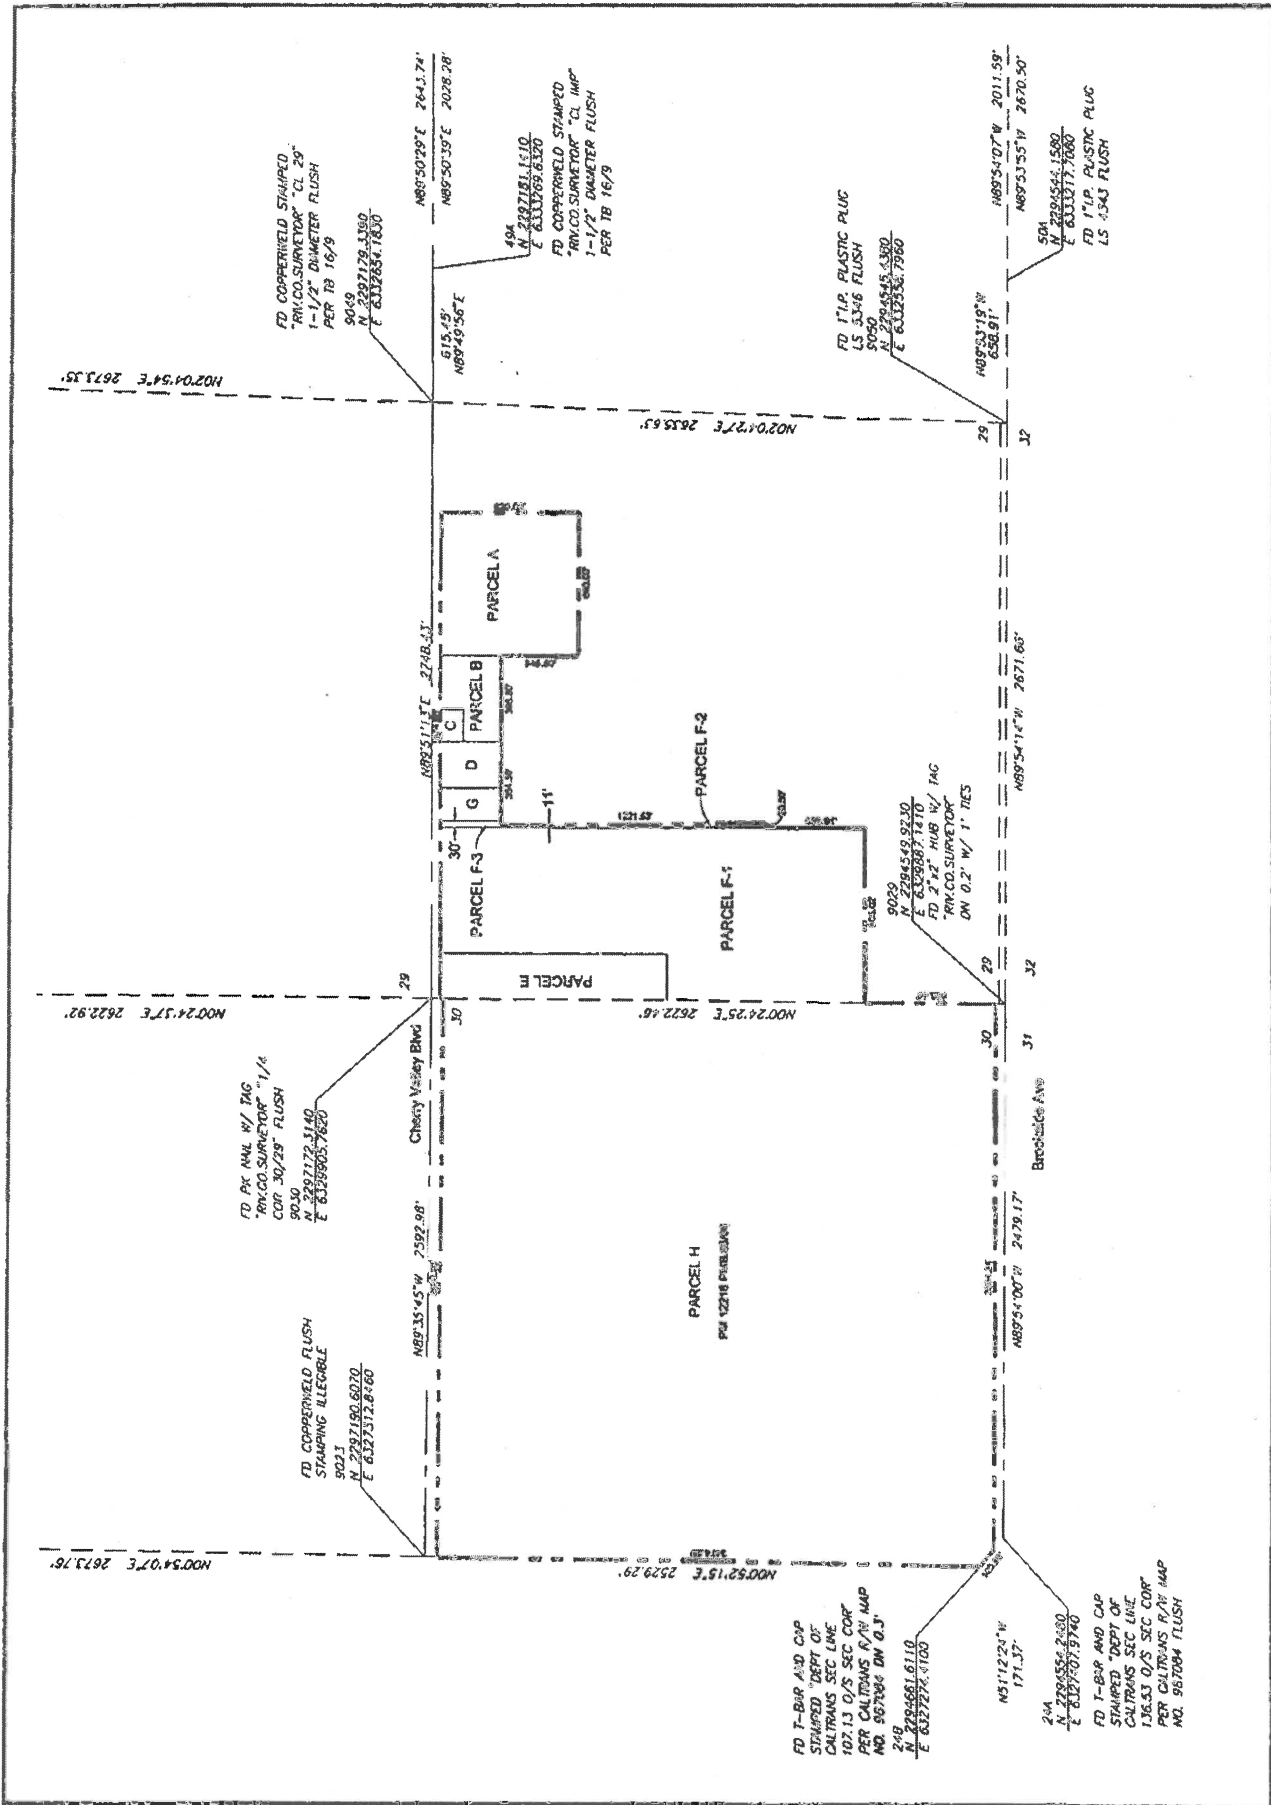 FD COPPERWELD FLUSH
STAMPING ILLEGIBLE
9023
N 2297190.6070
E 6327312.8460
FD PK NAIL W/ TAG
"RIV.CO.SURVEYOR" "1/4
COR 30/29" FLUSH
9030
N 2297172.3140
E 6329905.7620
FD COPPERWELD STAMPED
"RIV.CO.SURVEYOR" "CL 29"
1-1/2" DIAMETER FLUSH
PER TB 16/9
9049
N 2297179.3390
E 6332654.1830
N00°54'07"E 2673.76'
N00°24'37"E 2622.92'
N02°04'54"E 2673.35'
N89°35'45"W 2592.98'
Cherry Valley Blvd
N89°51'13"E 2748.43'
615.45'
N89°49'56"E
N89°50'29"E 2643.74'
N89°50'39"E 2028.28'
49A
N 2297181.1410
E 6333269.6320
FD COPPERWELD STAMPED
"RIV.CO.SURVEYOR" "CL IMP"
1-1/2" DIAMETER FLUSH
PER TB 16/9
29
30
30'
PARCEL F-3
G
D
C
PARCEL B
PARCEL A
11'
PARCEL E
PARCEL F-1
PARCEL F-2
PARCEL H
N00°52'15"E 2529.29'
N00°24'25"E 2622.46'
N02°04'27"E 2635.63'
FD T-BAR AND CAP
STAMPED "DEPT OF
CALTRANS SEC LINE
107.13 O/S SEC COR"
PER CALTRANS R/W MAP
NO. 967084 DN 0.3'
24B
N 2294661.6110
E 6327274.4100
9029
N 2294549.9230
E 6329887.1410
FD 2"x2" HUB W/ TAG
"RIV.CO.SURVEYOR"
DN 0.2' W/ 1' TIES
FD 1" I.P. PLASTIC PLUG
LS 5346 FLUSH
9050
N 2294545.4380
E 6332558.7960
30
29
31
32
29
32
N51°12'24"W
171.37'
N89°54'00"W 2479.17'
Brookside Ave
N89°54'14"W 2671.66'
N89°53'19"W
658.91'
N89°54'07"W 2011.59'
N89°53'55"W 2670.50'
24A
N 2294554.2480
E 6327407.9740
FD T-BAR AND CAP
STAMPED "DEPT OF
CALTRANS SEC LINE
136.53 O/S SEC COR"
PER CALTRANS R/W MAP
NO. 967084 FLUSH
50A
N 2294544.1580
E 6333217.7080
FD 1" I.P. PLASTIC PLUG
LS 4343 FLUSH